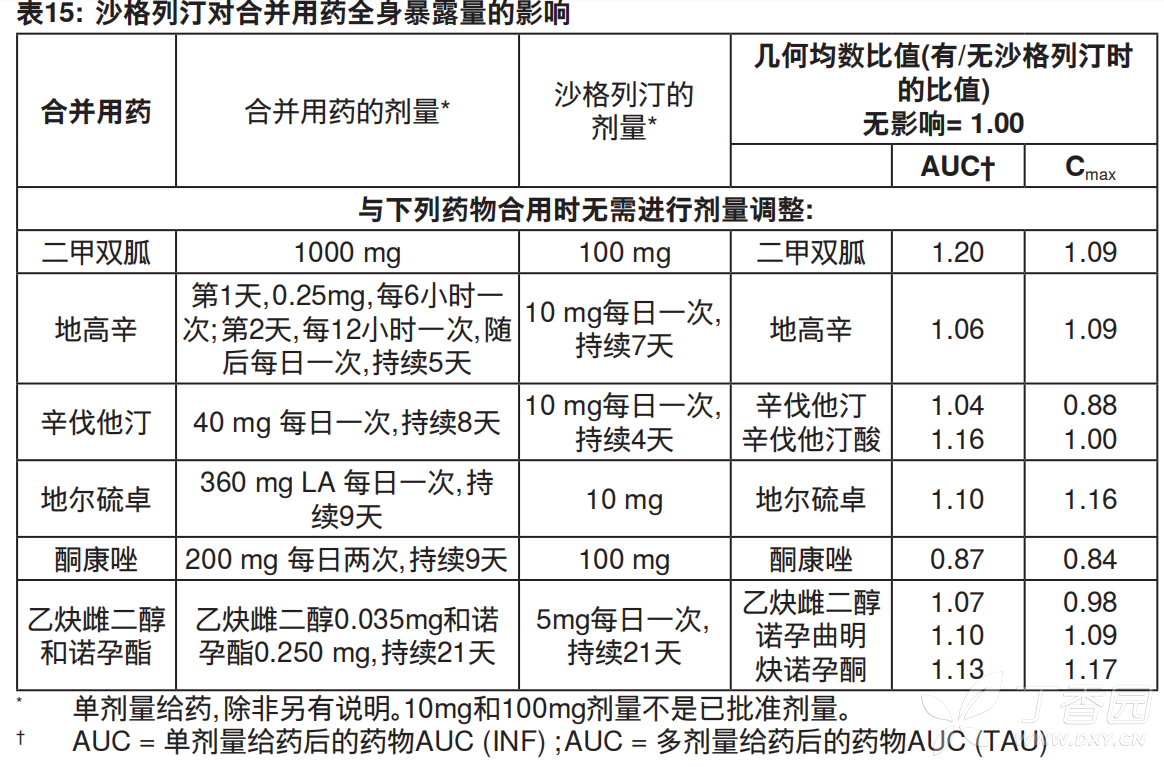 表15: 沙格列汀对合并用药全身暴露量的影响
合并用药
合并用药的剂量*
沙格列汀的
剂量*
几何均数比值(有/无沙格列汀时
的比值)
无影响= 1.00
AUC†
Cmax
与下列药物合用时无需进行剂量调整:
二甲双胍
1000 mg
100 mg
二甲双胍
1.20
1.09
地高辛
第1天,0.25mg,每6小时一
次;第2天,每12小时一次,随
后每日一次,持续5天
10 mg每日一次,
持续7天
地高辛
1.06
1.09
辛伐他汀
40 mg 每日一次,持续8天
10 mg每日一次,
持续4天
辛伐他汀
1.04
0.88
辛伐他汀酸
1.16
1.00
地尔硫卓
360 mg LA 每日一次,持
续9天
10 mg
地尔硫卓
1.10
1.16
酮康唑
200 mg 每日两次,持续9天
100 mg
酮康唑
0.87
0.84
乙炔雌二醇
和诺孕酯
乙炔雌二醇0.035mg和诺
孕酯0.250 mg,持续21天
5mg每日一次,
持续21天
乙炔雌二醇
1.07
0.98
诺孕曲明
1.10
1.09
炔诺孕酮
1.13
1.17
* 单剂量给药,除非另有说明。10mg和100mg剂量不是已批准剂量。
† AUC = 单剂量给药后的药物AUC (INF) ;AUC = 多剂量给药后的药物AUC (TAU)
丁香园
WWW.DXY.CN